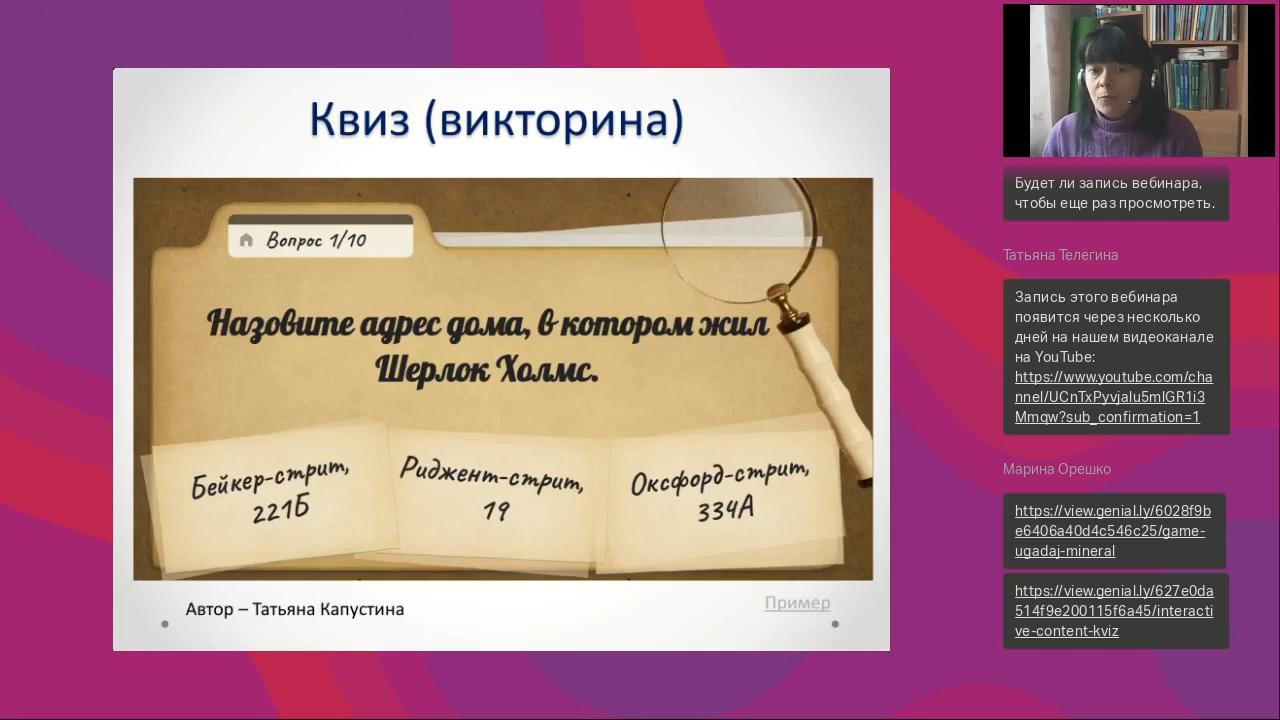 Квиз (викторина)
Вопрос 1/10
Назовите адрес дома, в котором жил
Шерлок Холмс.
Бейкер-стрит,
221Б
Риджент-стрит,
19
Оксфорд-стрит,
334А
Автор – Татьяна Капустина
Пример
Будет ли запись вебинара,
чтобы еще раз просмотреть.
Татьяна Телегина
Запись этого вебинара
появится через несколько
дней на нашем видеоканале
на YouTube:
https://www.youtube.com/cha
nnel/UCnTxPyvjalu5mlGR1i3
Mmqw?sub_confirmation=1
Марина Орешко
https://view.genial.ly/6028f9b
e6406a40d4c546c25/game-
ugadaj-mineral
https://view.genial.ly/627e0da
514f9e200115f6a45/interacti
ve-content-kviz